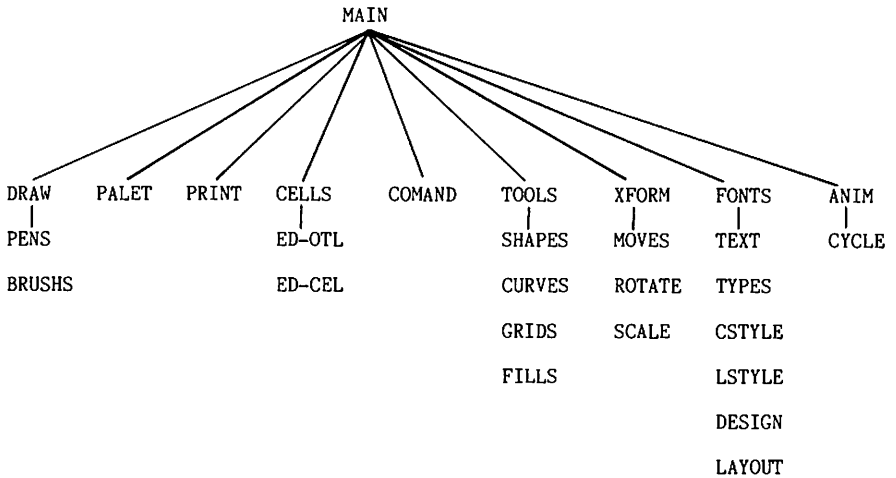 MAIN
DRAW PALET PRINT CELLS COMAND TOOLS XFORM FONTS ANIM
PENS ED-OTL SHAPES MOVES TEXT CYCLE
BRUSHS ED-CEL CURVES ROTATE TYPES
GRIDS SCALE CSTYLE
FILLS LSTYLE
DESIGN
LAYOUT